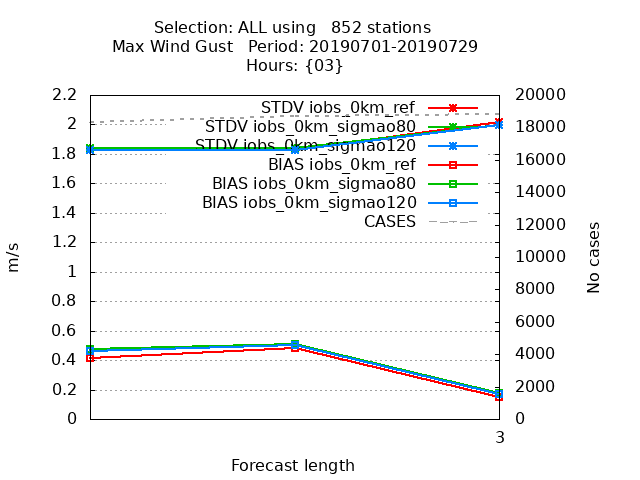 Selection: ALL using   852 stations
Max Wind Gust   Period: 20190701-20190729
Hours: {03}
STDV iobs_0km_ref
STDV iobs_0km_sigmao80
STDV iobs_0km_sigmao120
BIAS iobs_0km_ref
BIAS iobs_0km_sigmao80
BIAS iobs_0km_sigmao120
CASES
m/s
2.2
2
1.8
1.6
1.4
1.2
1
0.8
0.6
0.4
0.2
0
20000
18000
16000
14000
12000
10000
8000
6000
4000
2000
0
No cases
3
Forecast length